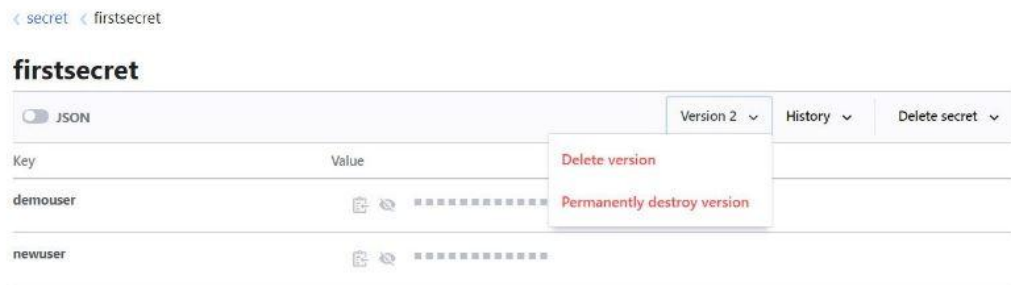 < secret < firstsecret
firstsecret
JSON
Version 2
History
Delete secret
Key
Value
Delete version
demouser
Permanently destroy version
newuser